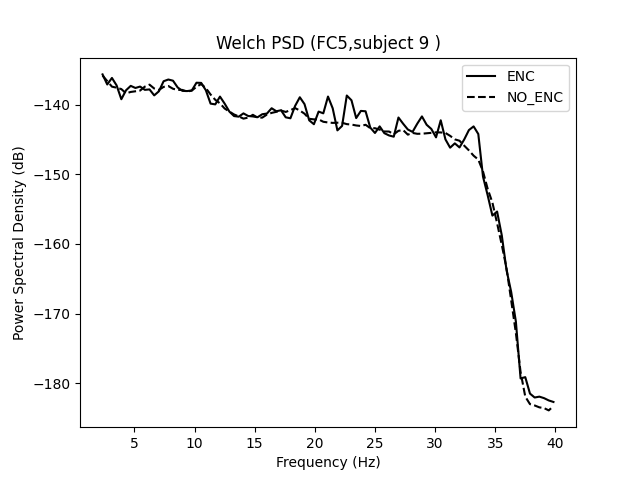 Welch PSD (FC5,subject 9 )
ENC
NO_ENC
−140
−150
−160
−170
−180
Power Spectral Density (dB)
5 10 15 20 25 30 35 40
Frequency (Hz)